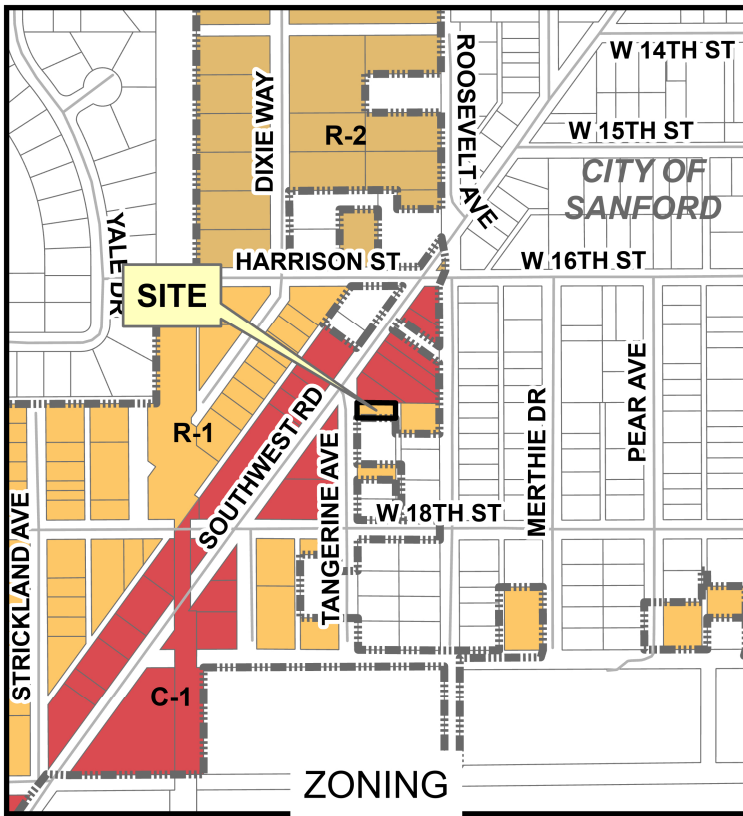 W 14TH ST
ROOSEVELT AVE
DIXIE WAY
R-2
W 15TH ST
CITY OF
SANFORD
YALE DR
HARRISON ST
W 16TH ST
SITE
R-1
SOUTHWEST RD
TANGERINE AVE
MERTHIE DR
PEAR AVE
W 18TH ST
STRICKLAND AVE
C-1
ZONING